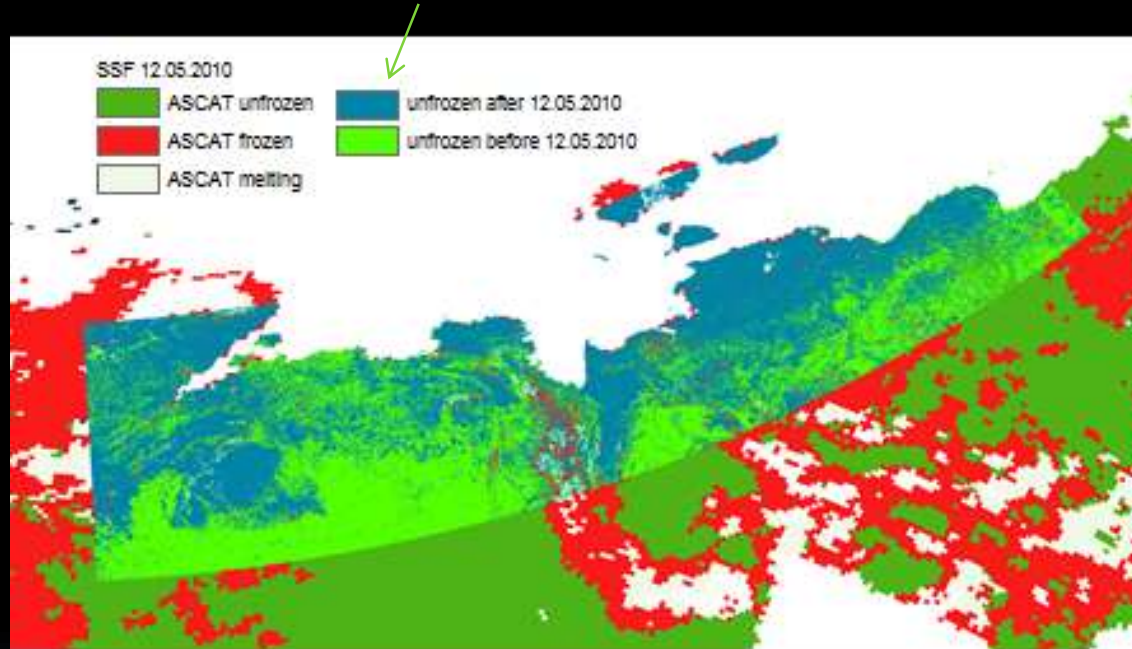 SSF 12.05.2010
ASCAT unfrozen
unfrozen after 12.05.2010
ASCAT frozen
unfrozen before 12.05.2010
ASCAT melting